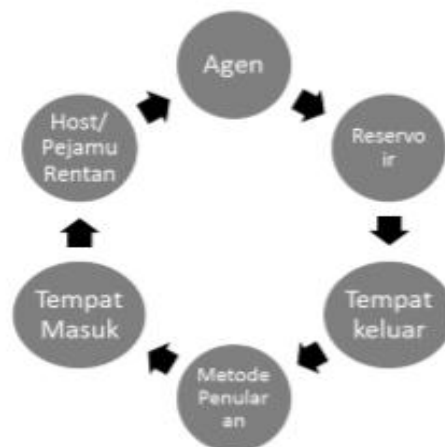 Agen
Reservo
ir
Tempat
keluar
Metode
Penular
an
Tempat
Masuk
Host/
Pejamu
Rentan